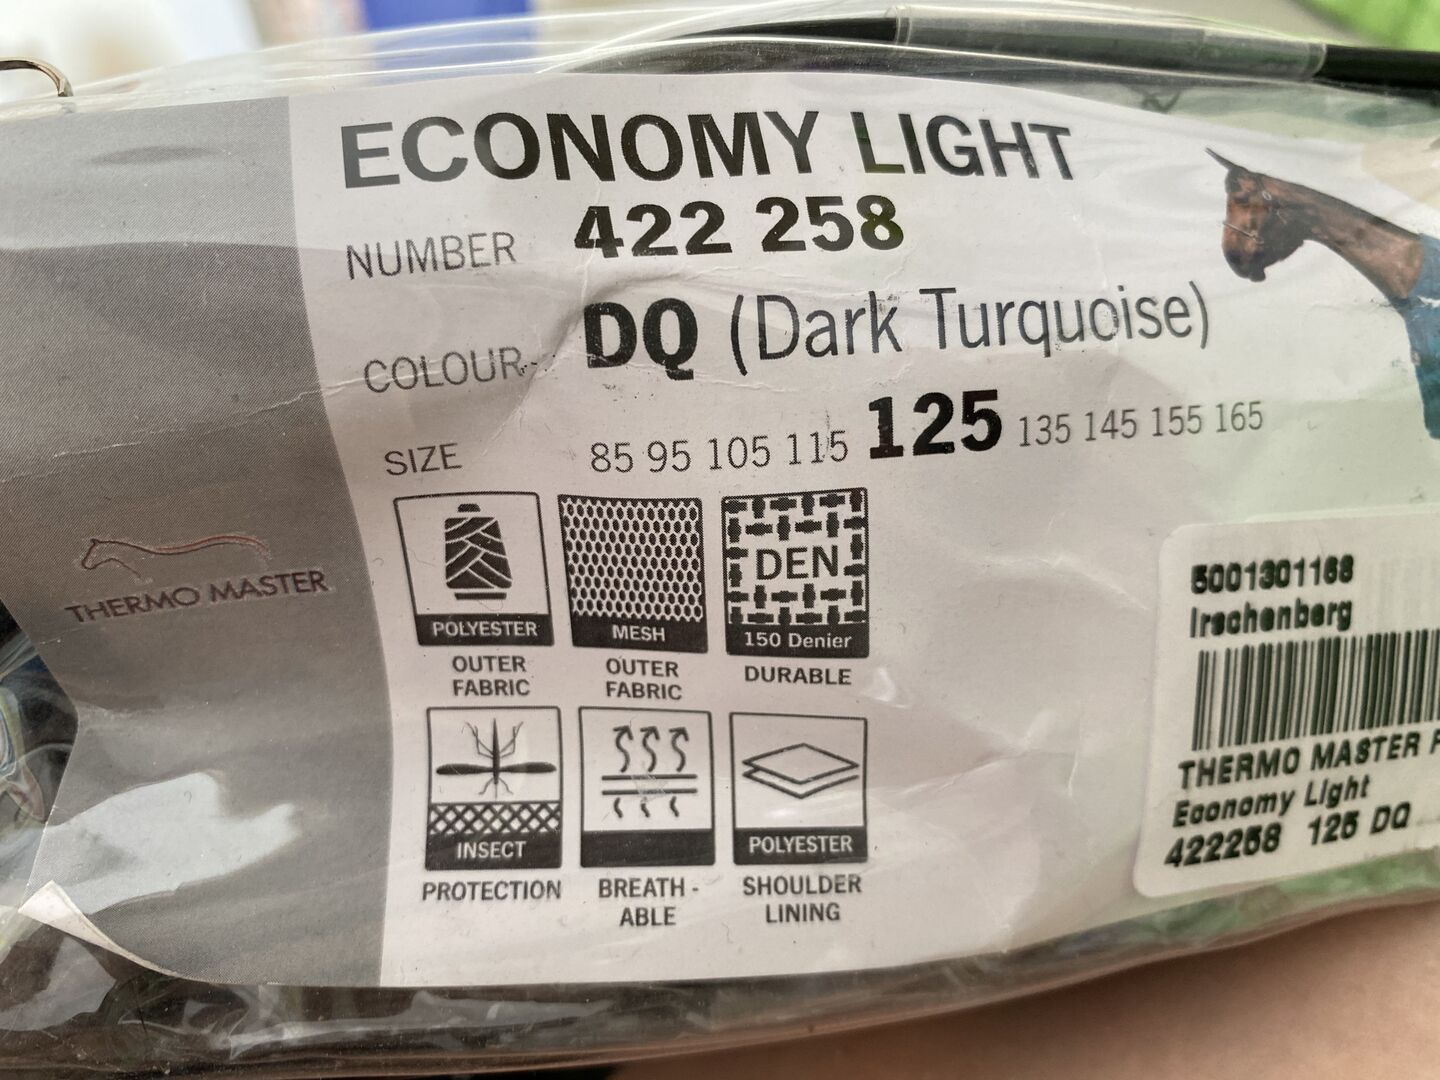 ECONOMY LIGHT
NUMBER 422 258
COLOUR DQ (Dark Turquoise)
SIZE 85 95 105 115 125 135 145 155 165
THERMO MASTER
POLYESTER
OUTER
FABRIC
MESH
OUTER
FABRIC
DEN
150 Denier
DURABLE
INSECT
PROTECTION
BREATH-
ABLE
POLYESTER
SHOULDER
LINING
5001301168
Irschenberg
THERMO MASTER
Economy Light
422258 125 DQ